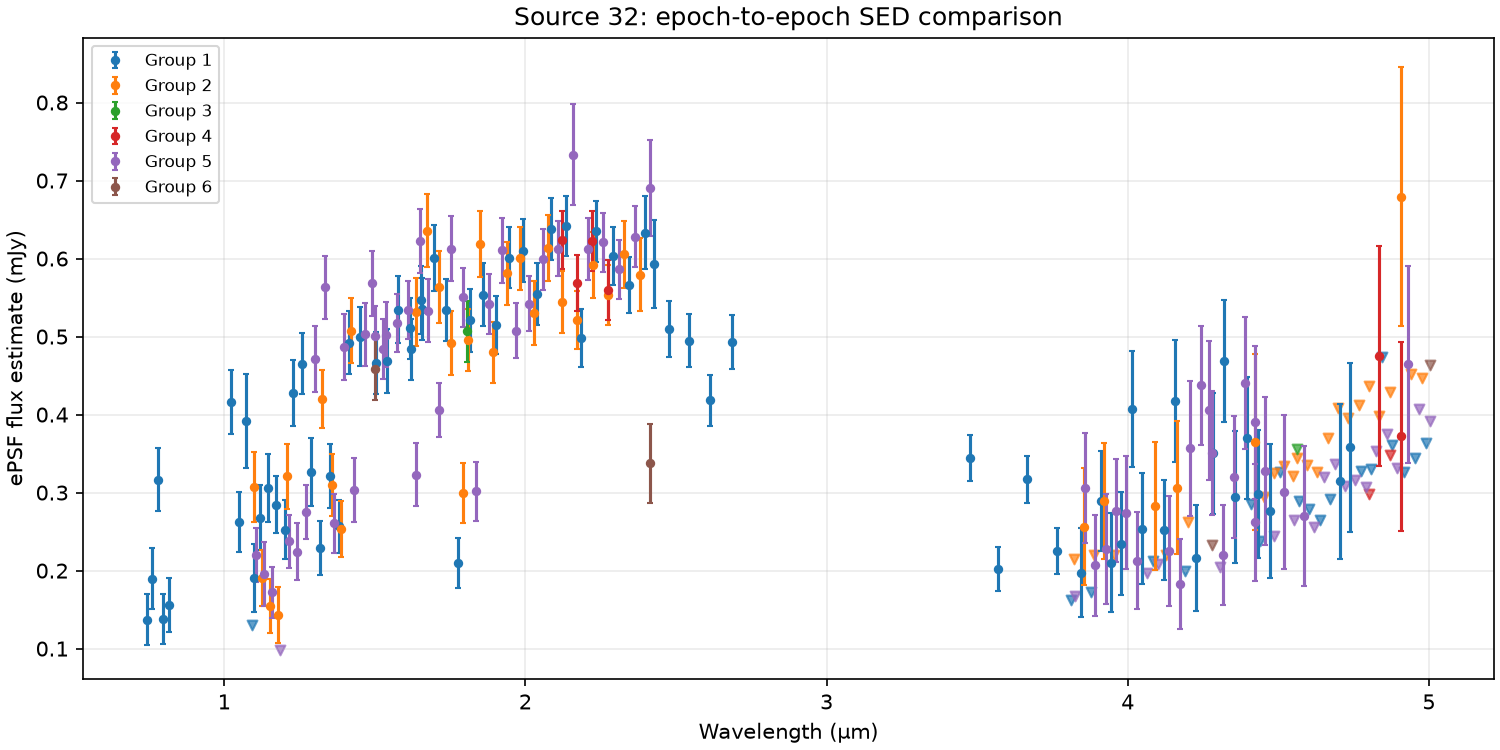 Source 32: epoch-to-epoch SED comparison
ePSF flux estimate (mJy)
0.8
0.7
0.6
0.5
0.4
0.3
0.2
0.1
Group 1
Group 2
Group 3
Group 4
Group 5
Group 6
1 2 3 4 5
Wavelength (μm)